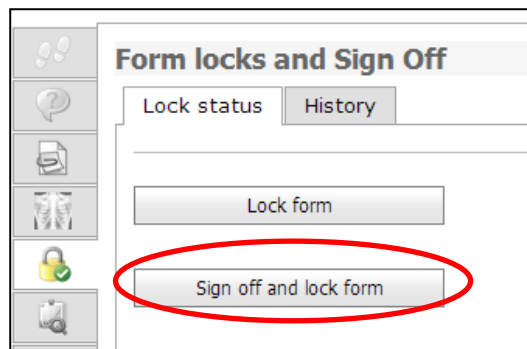 Form locks and Sign Off
Lock status History
Lock form
Sign off and lock form